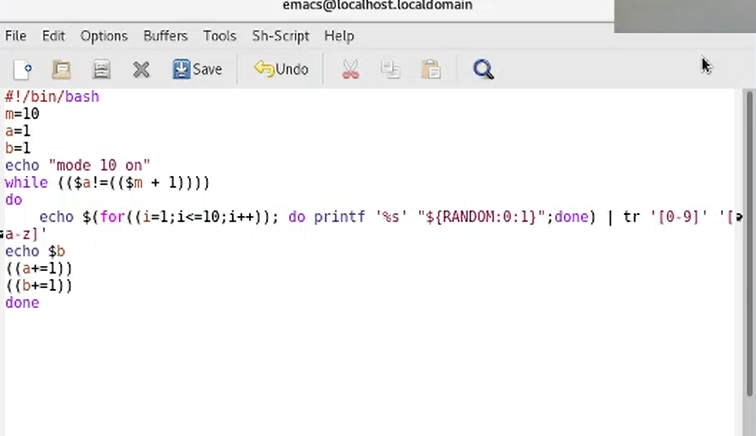 emacs@localhost.localdomain
File Edit Options Buffers Tools Sh-Script Help
Save Undo
#!/bin/bash
m=10
a=1
b=1
echo "mode 10 on"
while (($a!=(($m + 1))))
do
    echo $(for((i=1;i<=10;i++)); do printf '%s' "${RANDOM:0:1}";done) | tr '[0-9]' '[
a-z]'
echo $b
((a+=1))
((b+=1))
done